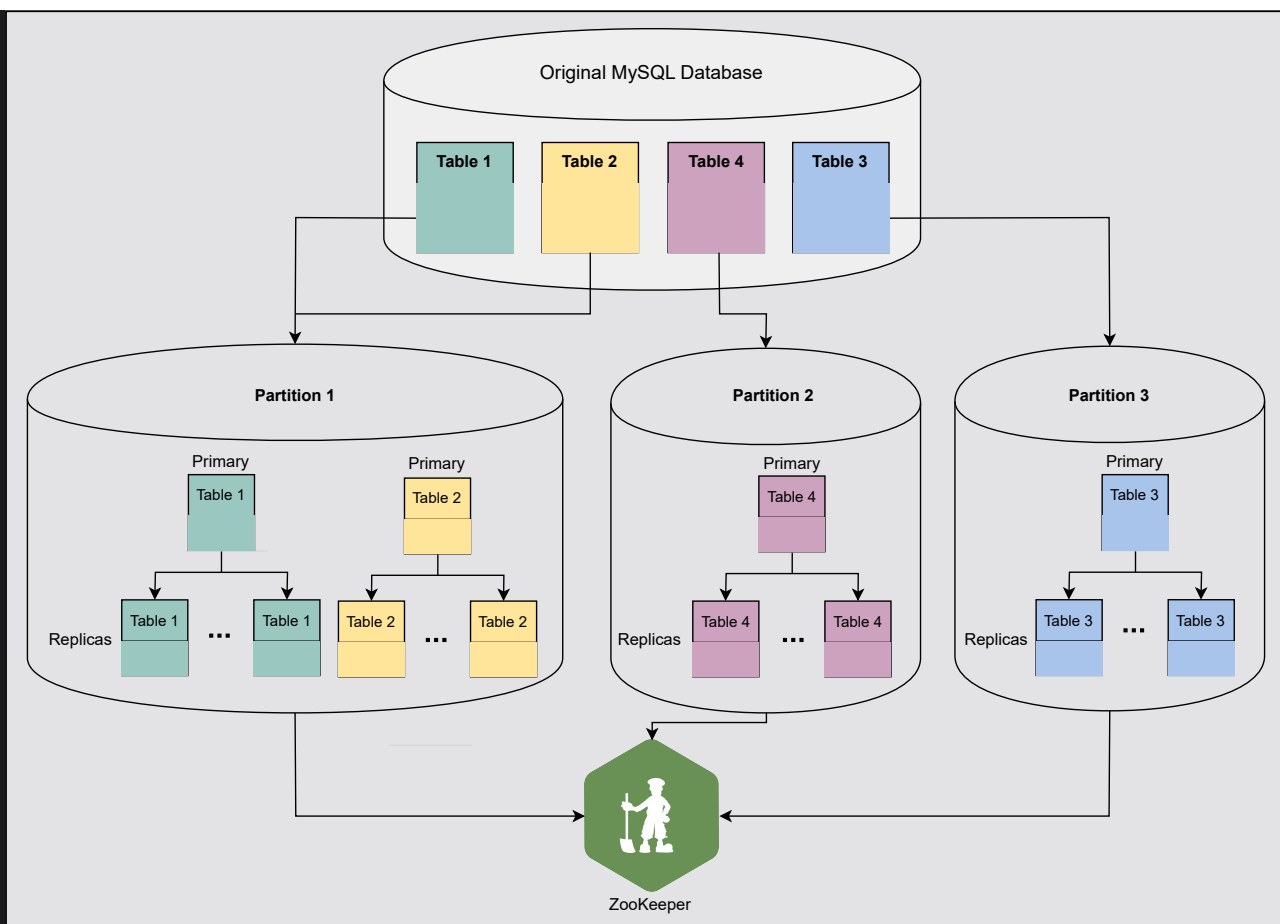 Original MySQL Database
Table 1
Table 2
Table 4
Table 3
Partition 1
Partition 2
Partition 3
Primary
Primary
Primary
Primary
Table 1
Table 2
Table 4
Table 3
Replicas
Table 1
...
Table 1
Table 2
...
Table 2
Replicas
Table 4
...
Table 4
Replicas
Table 3
...
Table 3
ZooKeeper